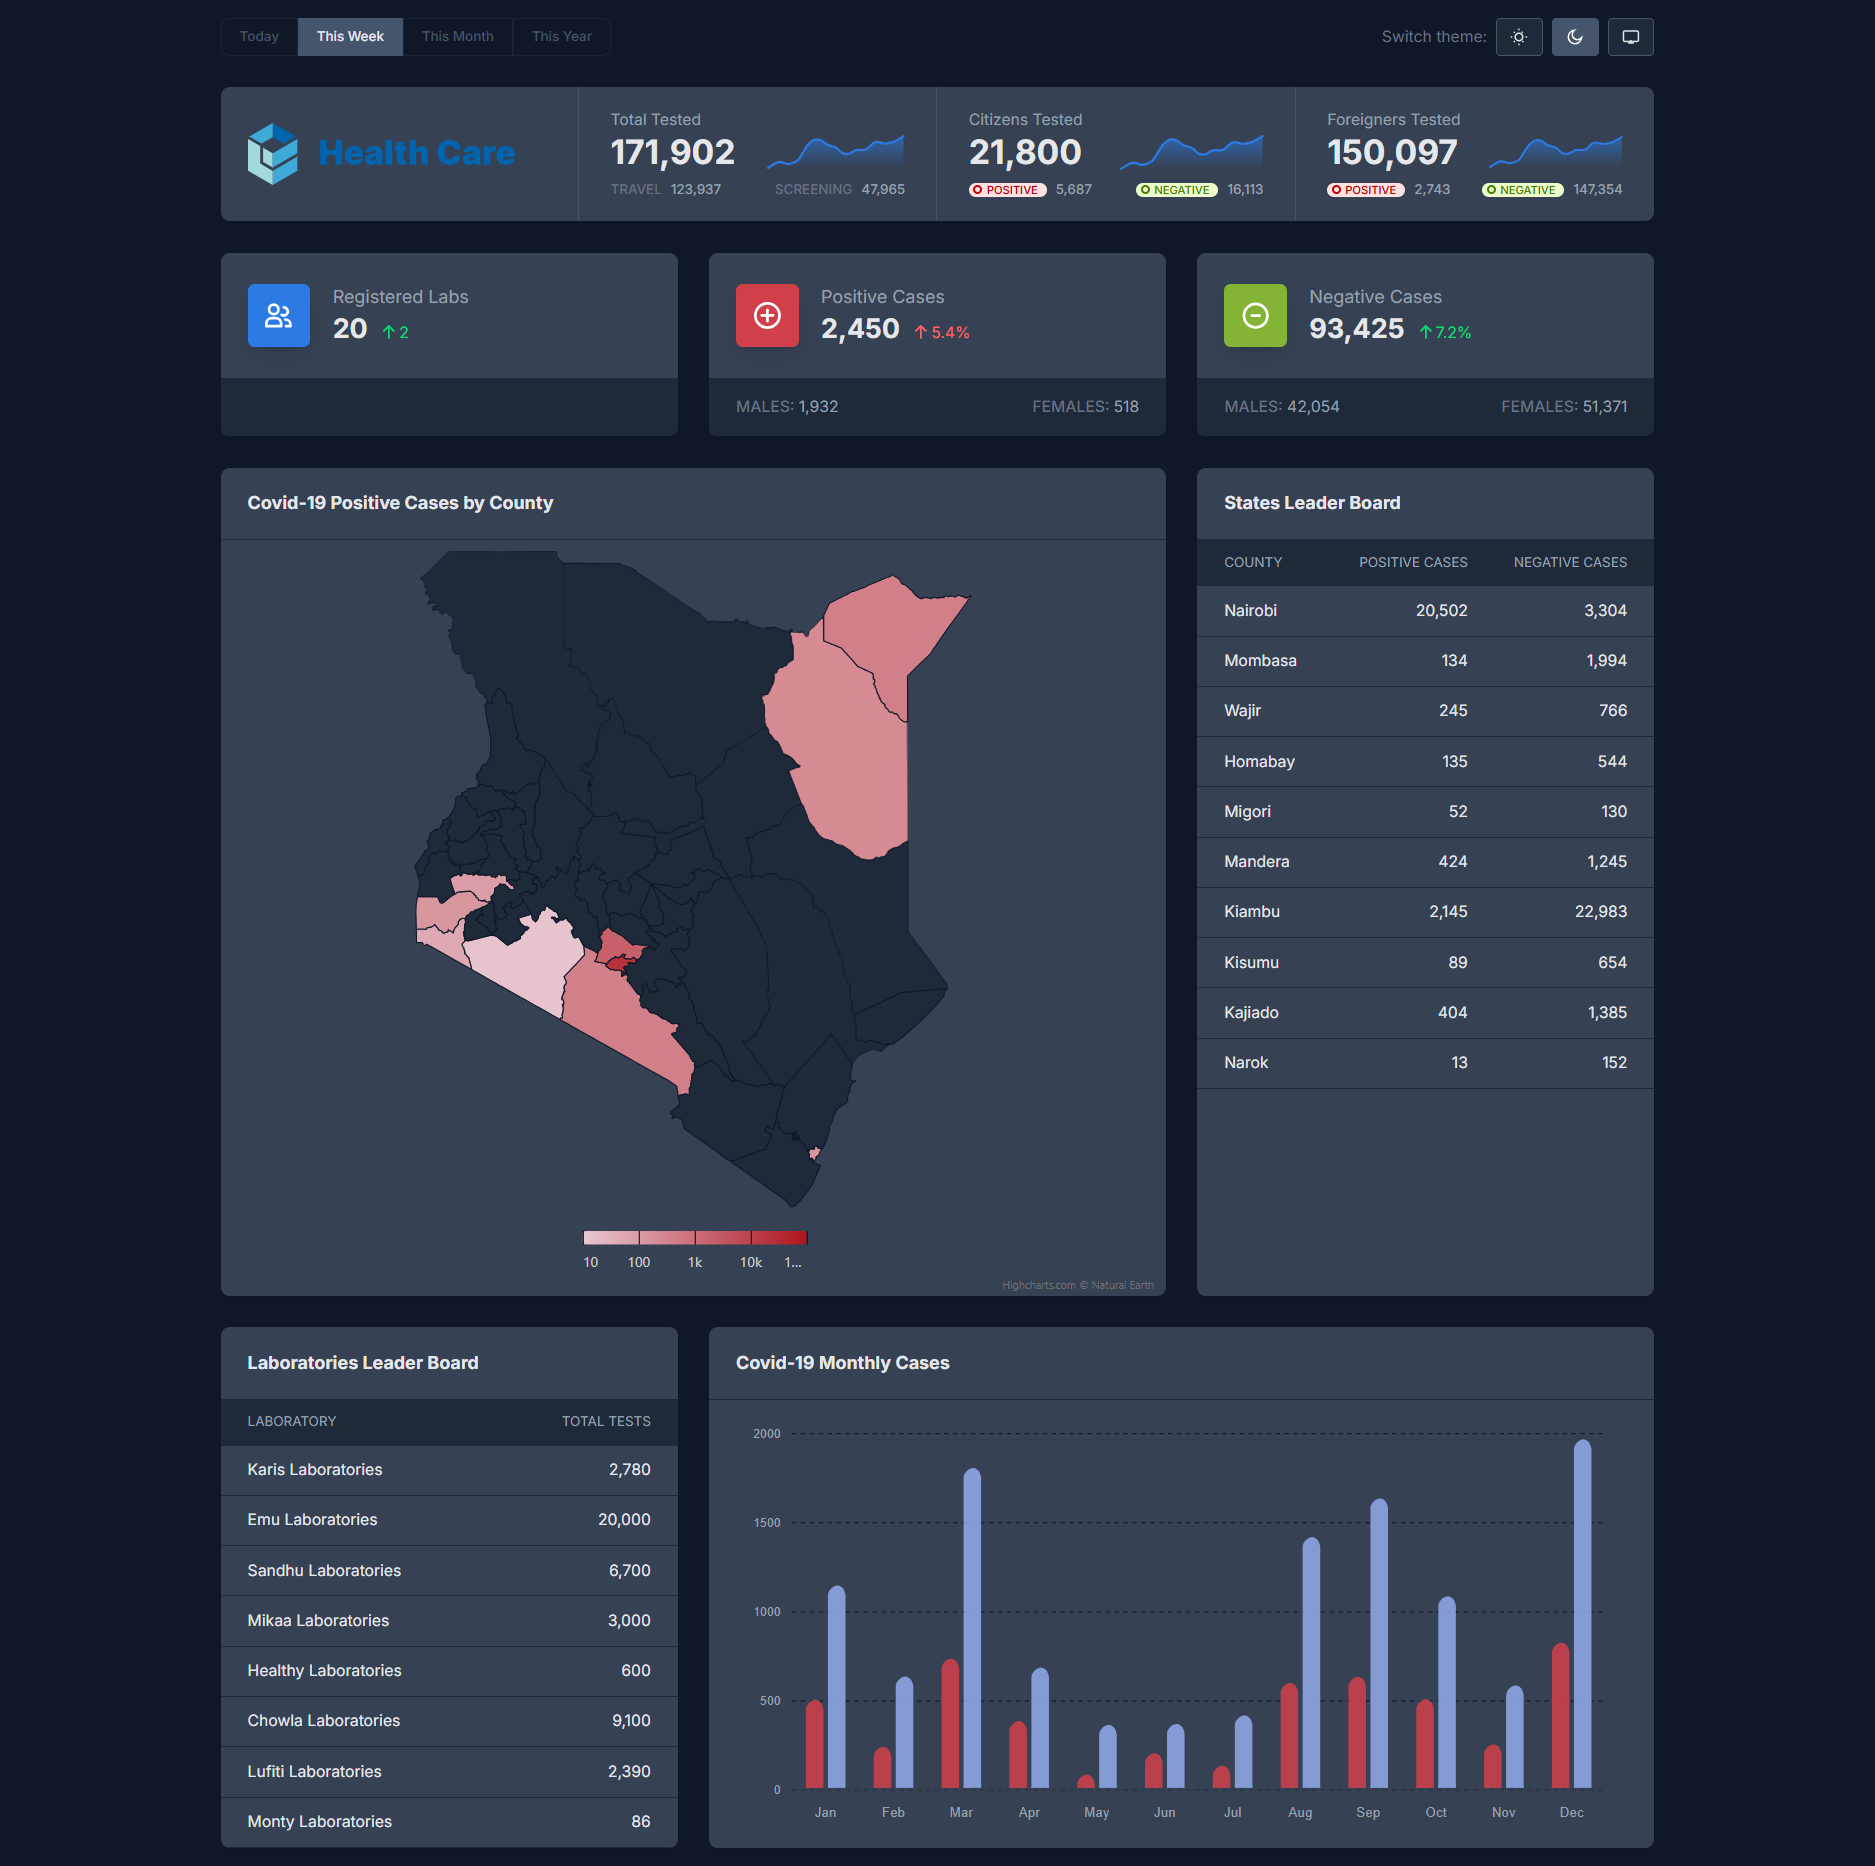 Today This Week This Month This Year Switch theme:
Health Care
Total Tested
171,902
TRAVEL 123,937 SCREENING 47,965
Citizens Tested
21,800
POSITIVE 5,687 NEGATIVE 16,113
Foreigners Tested
150,097
POSITIVE 2,743 NEGATIVE 147,354
Registered Labs
20 2
Positive Cases
2,450 5.4%
MALES: 1,932 FEMALES: 518
Negative Cases
93,425 7.2%
MALES: 42,054 FEMALES: 51,371
Covid-19 Positive Cases by County
10 100 1k 10k 1...
Highcharts.com © Natural Earth
States Leader Board
COUNTY POSITIVE CASES NEGATIVE CASES
Nairobi 20,502 3,304
Mombasa 134 1,994
Wajir 245 766
Homabay 135 544
Migori 52 130
Mandera 424 1,245
Kiambu 2,145 22,983
Kisumu 89 654
Kajiado 404 1,385
Narok 13 152
Laboratories Leader Board
LABORATORY TOTAL TESTS
Karis Laboratories 2,780
Emu Laboratories 20,000
Sandhu Laboratories 6,700
Mikaa Laboratories 3,000
Healthy Laboratories 600
Chowla Laboratories 9,100
Lufiti Laboratories 2,390
Monty Laboratories 86
Covid-19 Monthly Cases
2000
1500
1000
500
0
Jan Feb Mar Apr May Jun Jul Aug Sep Oct Nov Dec